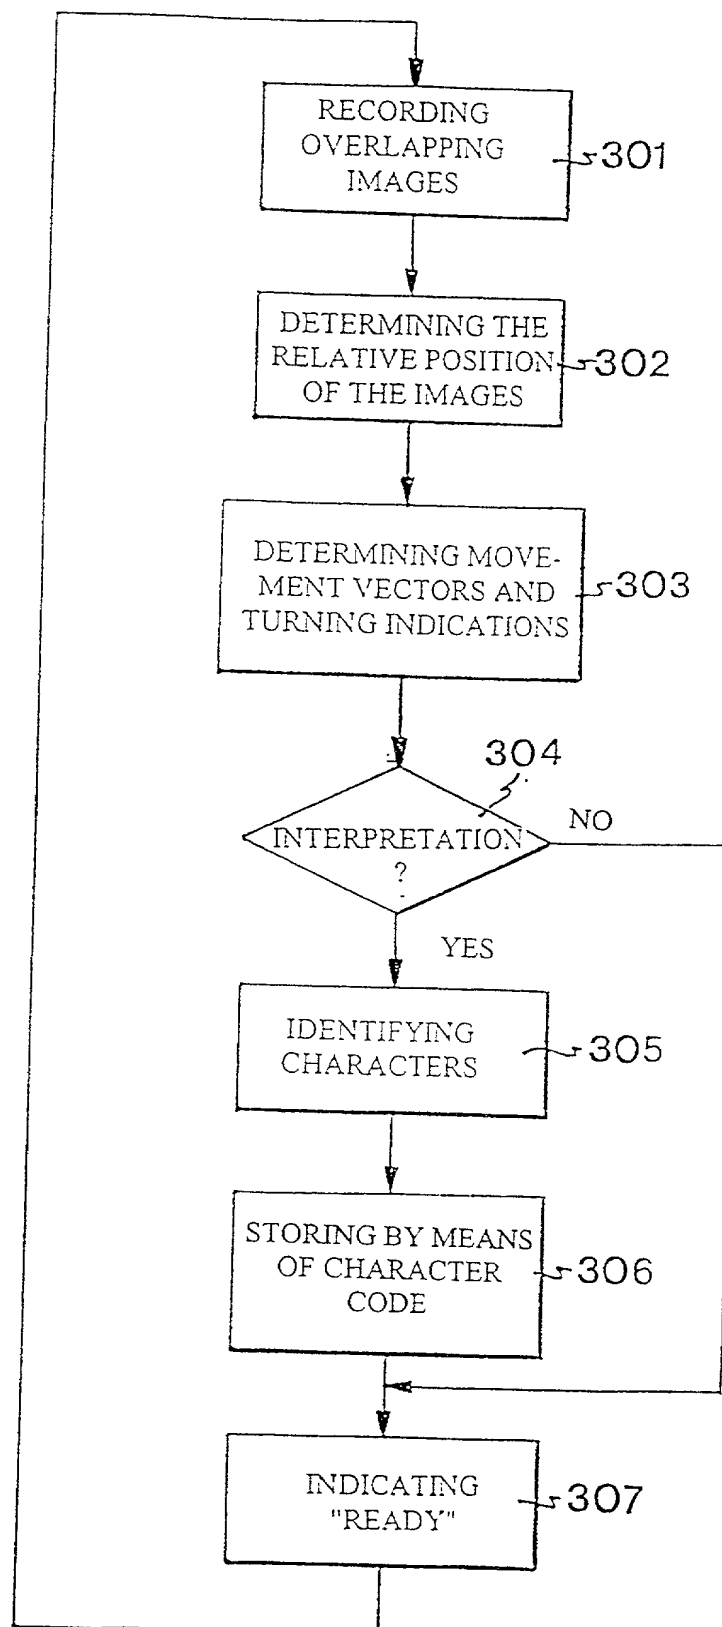 RECORDING
OVERLAPPING
IMAGES
301
DETERMINING THE
RELATIVE POSITION
OF THE IMAGES
302
DETERMINING MOVE-
MENT VECTORS AND
TURNING INDICATIONS
303
304
INTERPRETATION
?
NO
YES
IDENTIFYING
CHARACTERS
305
STORING BY MEANS
OF CHARACTER
CODE
306
INDICATING
"READY"
307